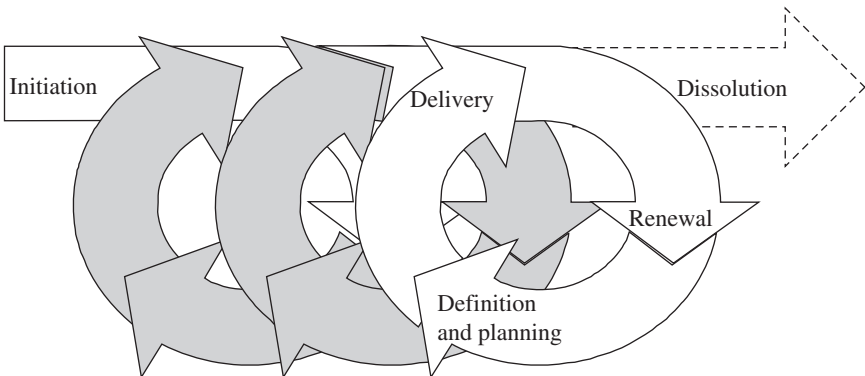 Initiation
Delivery
Dissolution
Renewal
Definition
and planning